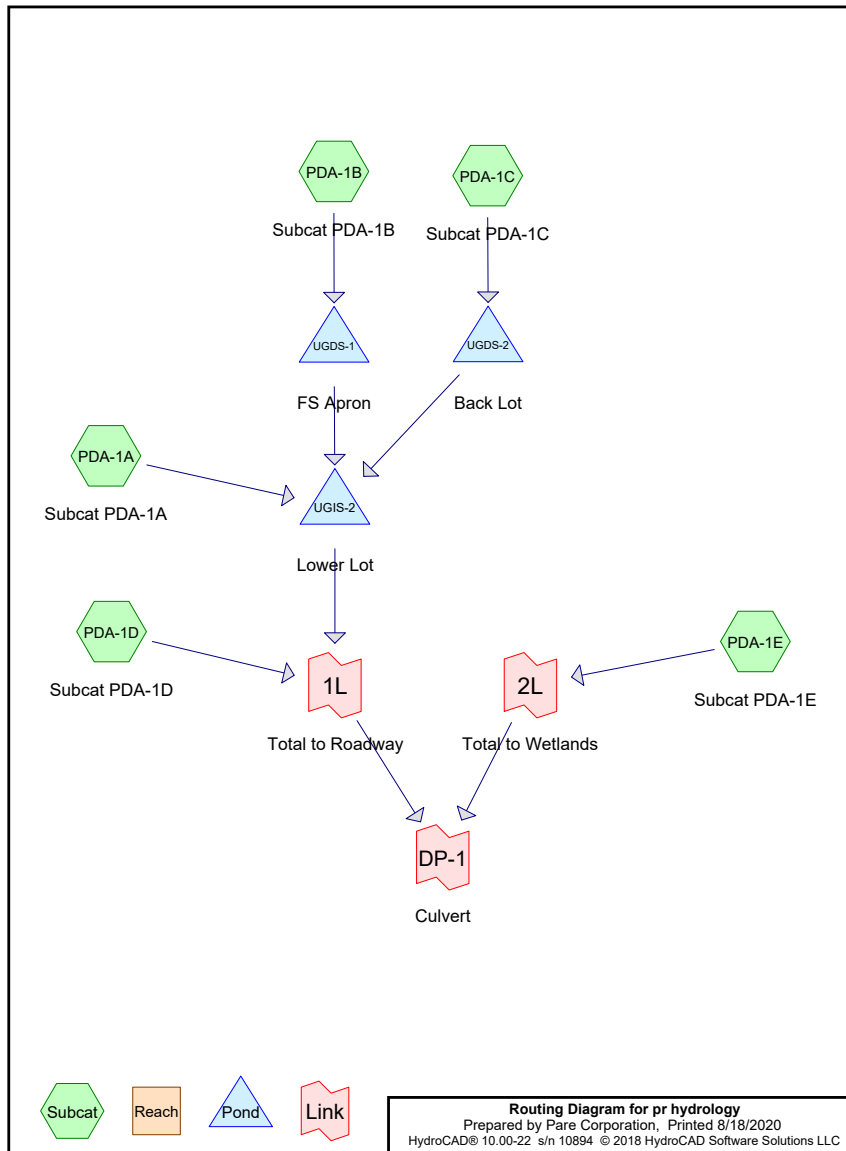 PDA-1B
PDA-1C
Subcat PDA-1B
Subcat PDA-1C
UGDS-1
UGDS-2
FS Apron
Back Lot
PDA-1A
Subcat PDA-1A
UGIS-2
Lower Lot
PDA-1D
Subcat PDA-1D
1L
2L
PDA-1E
Subcat PDA-1E
Total to Roadway
Total to Wetlands
DP-1
Culvert
Subcat
Reach
Pond
Link
Routing Diagram for pr hydrology
Prepared by Pare Corporation, Printed 8/18/2020
HydroCAD® 10.00-22 s/n 10894 © 2018 HydroCAD Software Solutions LLC